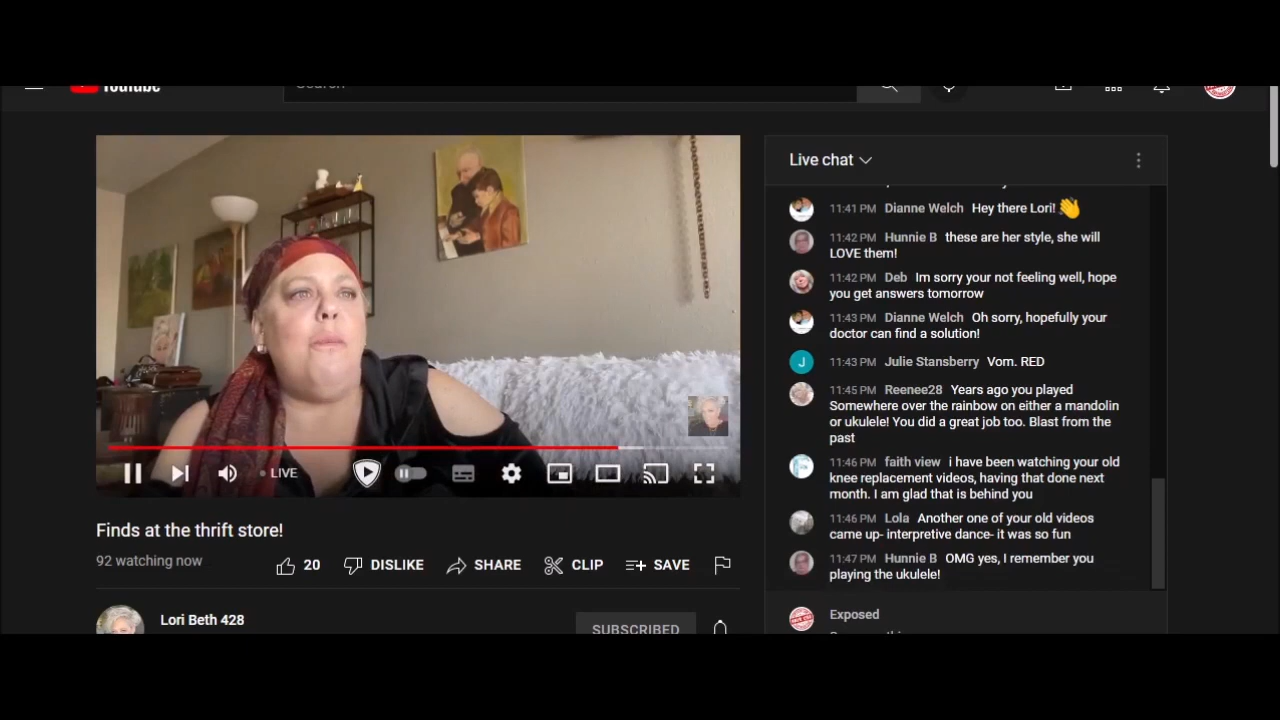 YouTube
Search
Live chat
11:41 PM Dianne Welch Hey there Lori! 👋
11:42 PM Hunnie B these are her style, she will
LOVE them!
11:42 PM Deb Im sorry your not feeling well, hope
you get answers tomorrow
11:43 PM Dianne Welch Oh sorry, hopefully your
doctor can find a solution!
J 11:43 PM Julie Stansberry Vom. RED
11:45 PM Reenee28 Years ago you played
Somewhere over the rainbow on either a mandolin
or ukulele! You did a great job too. Blast from the
past
11:46 PM faith view i have been watching your old
knee replacement videos, having that done next
month. I am glad that is behind you
11:46 PM Lola Another one of your old videos
came up- interpretive dance- it was so fun
11:47 PM Hunnie B OMG yes, I remember you
playing the ukulele!
Exposed
LIVE
Finds at the thrift store!
92 watching now
20 DISLIKE SHARE CLIP SAVE
Lori Beth 428
SUBSCRIBED